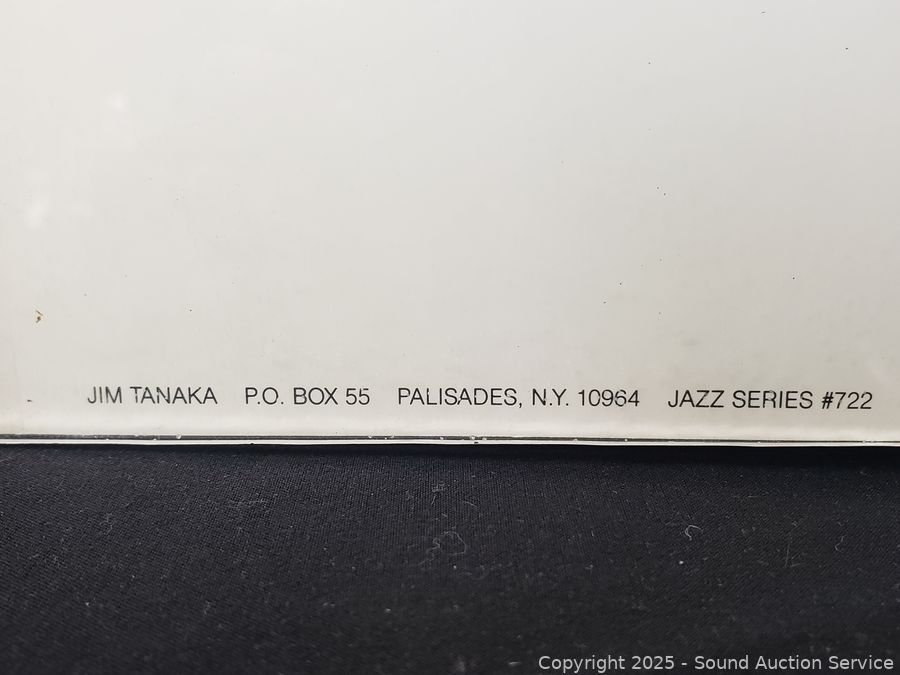 JIM TANAKA P.O. BOX 55 PALISADES, N.Y. 10964 JAZZ SERIES #722
Copyright 2025 - Sound Auction Service